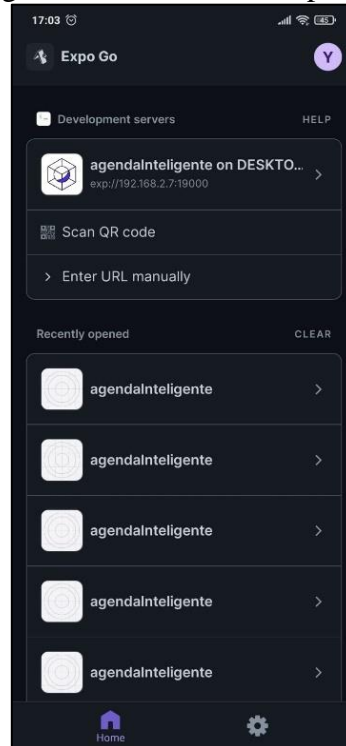 17:03
45
Expo Go
Y
Development servers
HELP
agendaInteligente on DESKTO...
exp://192.168.2.7:19000
Scan QR code
Enter URL manually
Recently opened
CLEAR
agendaInteligente
agendaInteligente
agendaInteligente
agendaInteligente
agendaInteligente
Home